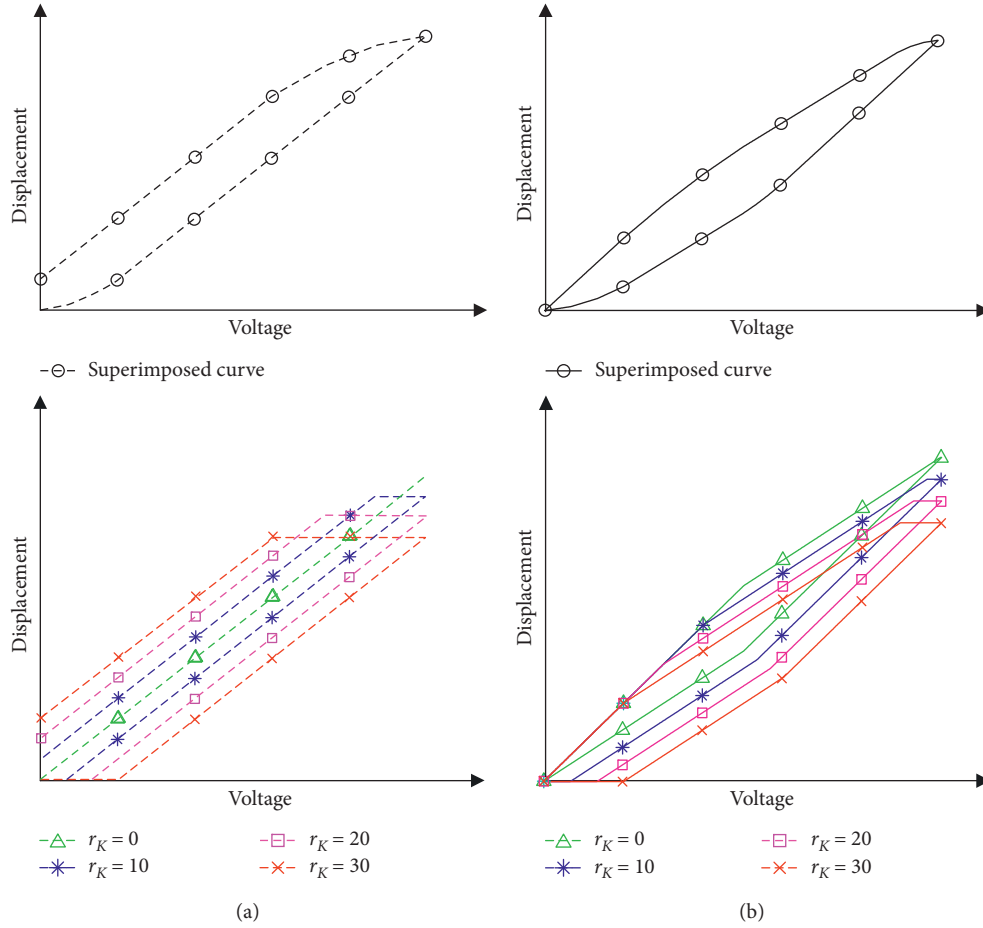 Displacement
Voltage
Superimposed curve
Displacement
Voltage
Superimposed curve
Displacement
Voltage
r_K = 0
r_K = 20
r_K = 10
r_K = 30
(a)
Displacement
Voltage
r_K = 0
r_K = 20
r_K = 10
r_K = 30
(b)